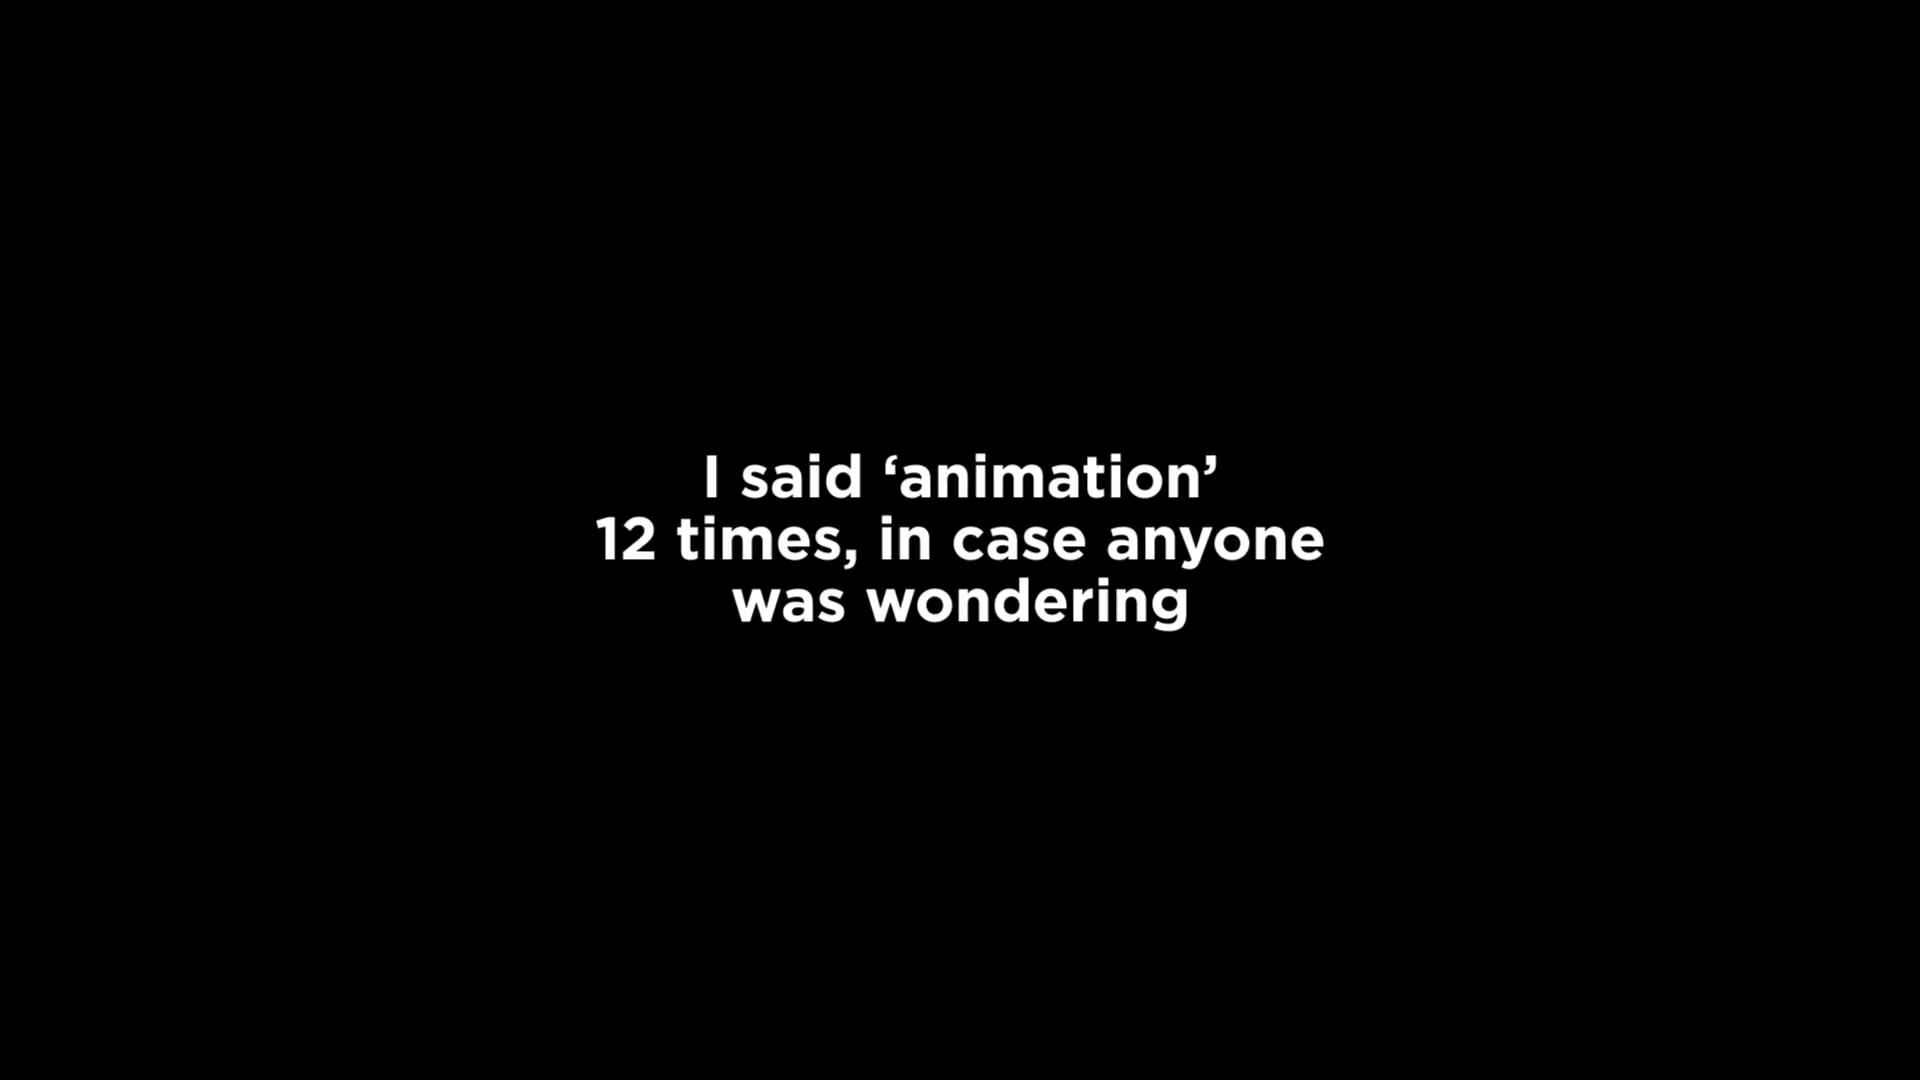 I said ‘animation’
12 times, in case anyone
was wondering